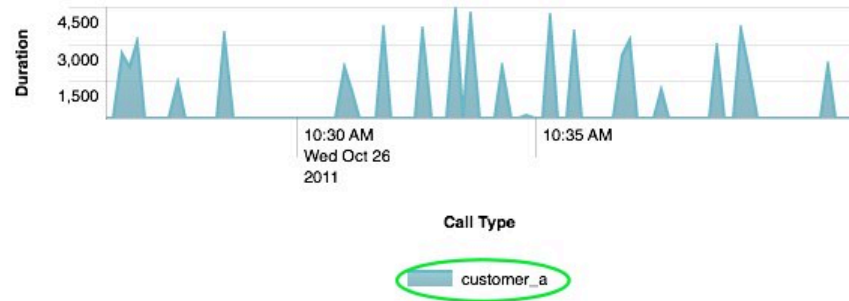 Duration
4,500
3,000
1,500
10:30 AM
Wed Oct 26
2011
10:35 AM
Call Type
customer_a